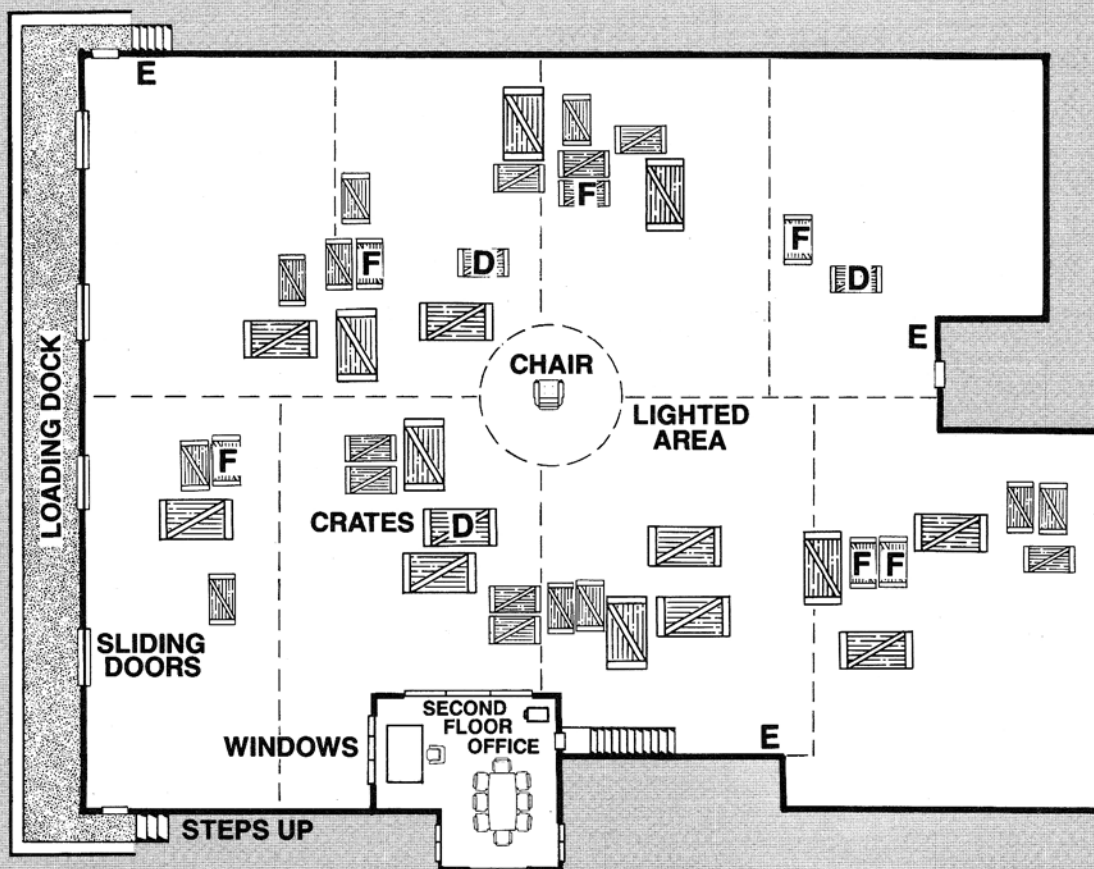 E
F
F
F
D
D
E
CHAIR
LOADING DOCK
LIGHTED
AREA
F
CRATES
D
F
F
SLIDING
DOORS
SECOND
FLOOR
OFFICE
WINDOWS
E
STEPS UP